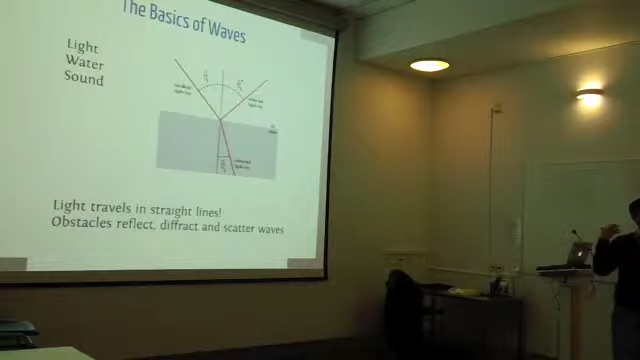 The Basics of Waves
Light
Water
Sound
Light travels in straight lines!
Obstacles reflect, diffract and scatter waves